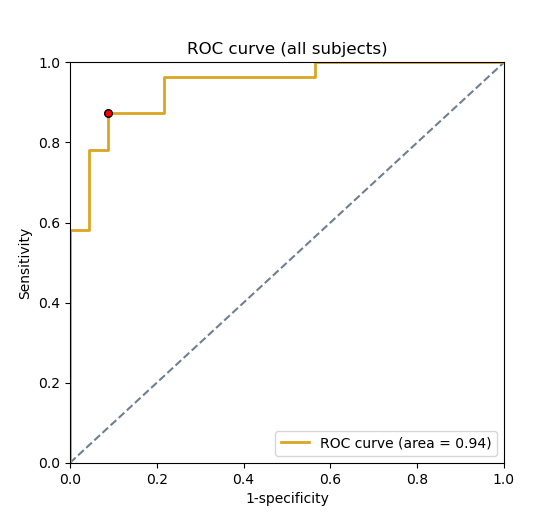 ROC curve (all subjects)
1.0
0.8
0.6
0.4
0.2
0.0
Sensitivity
ROC curve (area = 0.94)
0.0 0.2 0.4 0.6 0.8 1.0
1-specificity